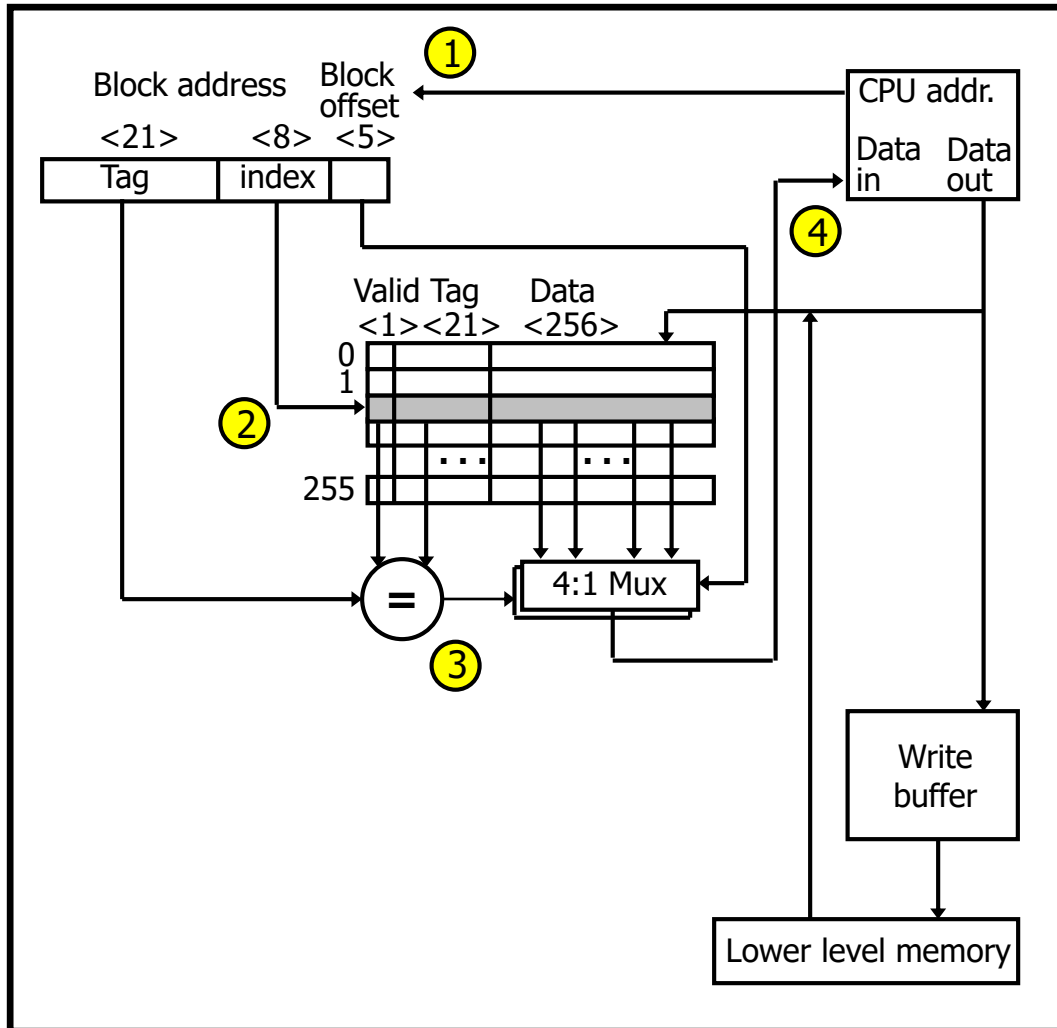 1
Block address
Block
offset
CPU addr.
<21>
<8>
<5>
Tag
index
Data
in
Data
out
4
Valid
Tag
Data
<1>
<21>
<256>
0
1
2
. . .
. . .
255
=
4:1 Mux
3
Write
buffer
Lower level memory